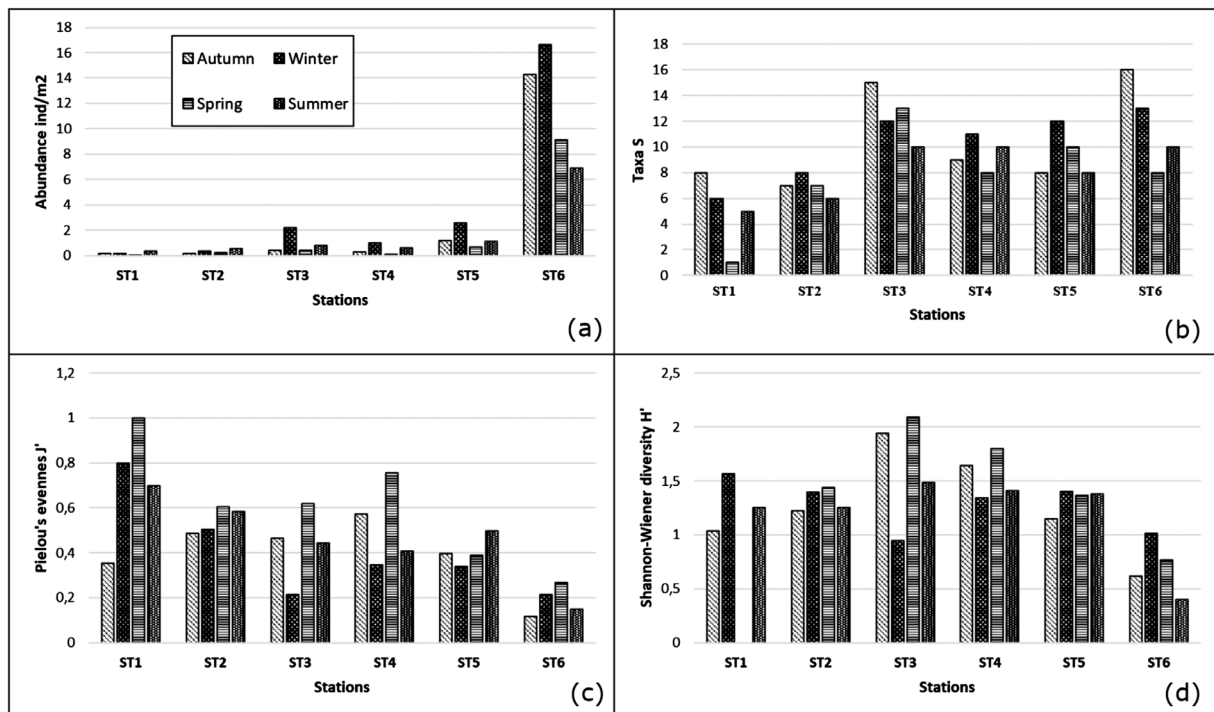 18
16
14
12
10
8
6
4
2
0
Abundance ind/m2
Autumn Winter
Spring Summer
ST1 ST2 ST3 ST4 ST5 ST6
Stations
(a)
18
16
14
12
10
8
6
4
2
0
Taxa S
ST1 ST2 ST3 ST4 ST5 ST6
Stations
(b)
1,2
1
0,8
0,6
0,4
0,2
0
Pielou's evennes J'
ST1 ST2 ST3 ST4 ST5 ST6
Stations
(c)
2,5
2
1,5
1
0,5
0
Shannon-Wiener diversity H'
ST1 ST2 ST3 ST4 ST5 ST6
Stations
(d)